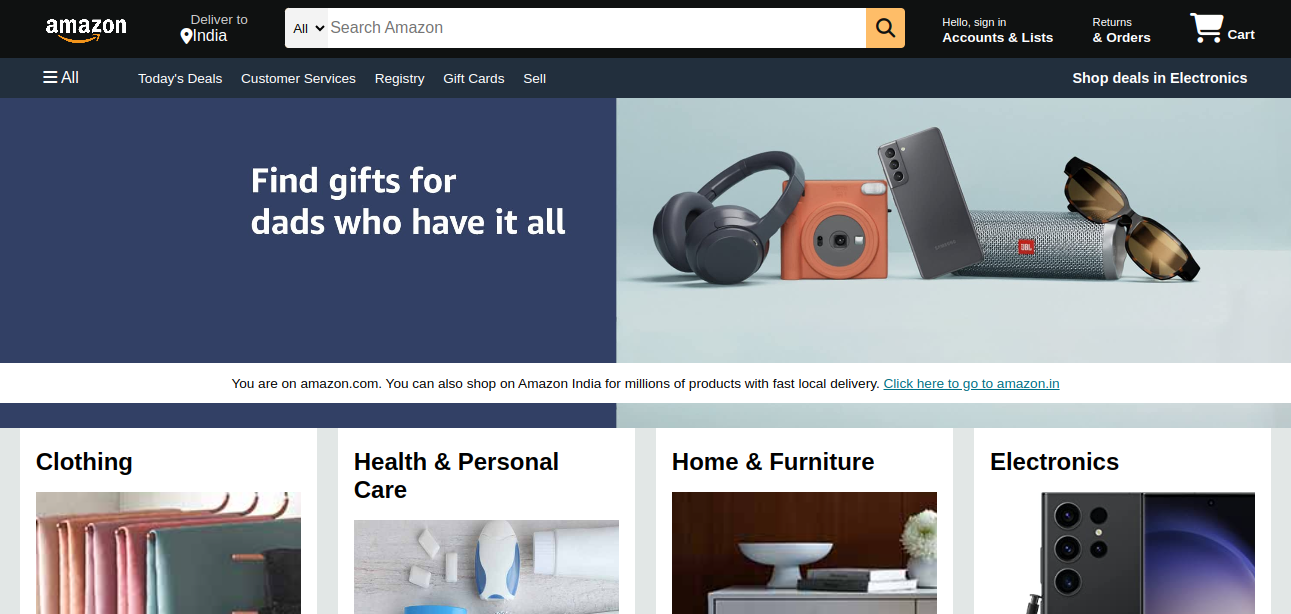 amazon
Deliver to
India
All
Search Amazon
Hello, sign in
Accounts & Lists
Returns
& Orders
Cart
All
Today's Deals
Customer Services
Registry
Gift Cards
Sell
Shop deals in Electronics
Find gifts for
dads who have it all
SAMSUNG
JBL
You are on amazon.com. You can also shop on Amazon India for millions of products with fast local delivery. Click here to go to amazon.in
Clothing
Health & Personal
Care
Home & Furniture
Electronics